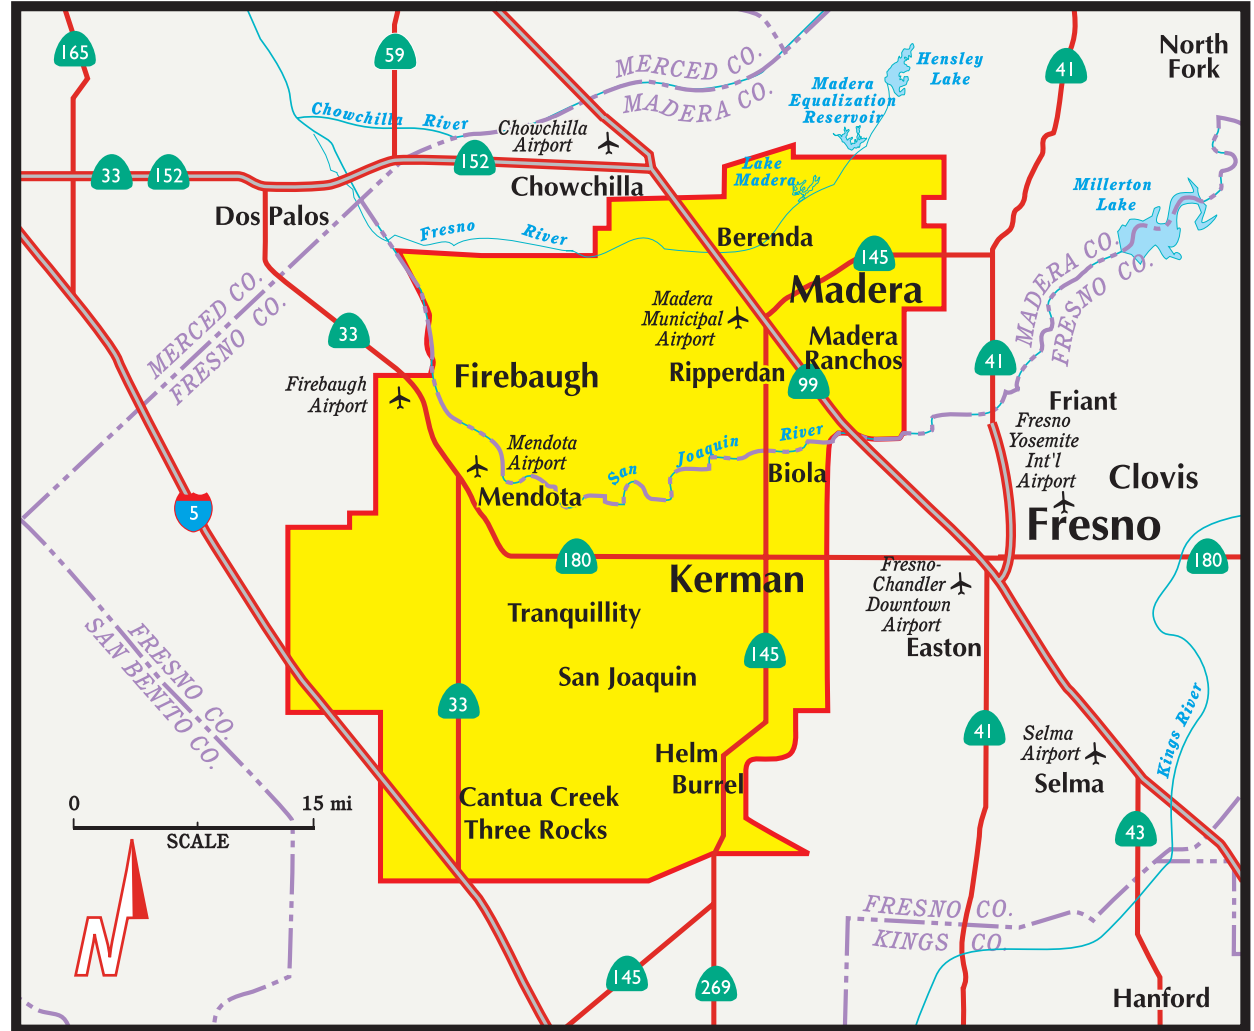 165
59
41
North
Fork
MERCED CO.
MADERA CO.
Hensley
Lake
Madera
Equalization
Reservoir
Chowchilla River
Chowchilla
Airport
33
152
152
Chowchilla
Lake
Madera
Millerton
Lake
Dos Palos
Fresno River
Berenda
145
MADERA CO.
FRESNO CO.
MERCED CO.
FRESNO CO.
Madera
Madera
Municipal
Airport
33
Madera
Ranchos
41
Firebaugh
Ripperdan
99
Firebaugh
Airport
Friant
Fresno
Yosemite
Int'l
Airport
Mendota
Airport
San Joaquin River
Biola
Clovis
Mendota
5
Fresno
180
180
Kerman
Fresno-
Chandler
Downtown
Airport
Tranquillity
Easton
145
FRESNO CO.
SAN BENITO CO.
San Joaquin
33
41
Kings River
Selma
Airport
Selma
Helm
Burrel
Cantua Creek
Three Rocks
0
15 mi
SCALE
43
N
FRESNO CO.
KINGS CO.
145
269
Hanford